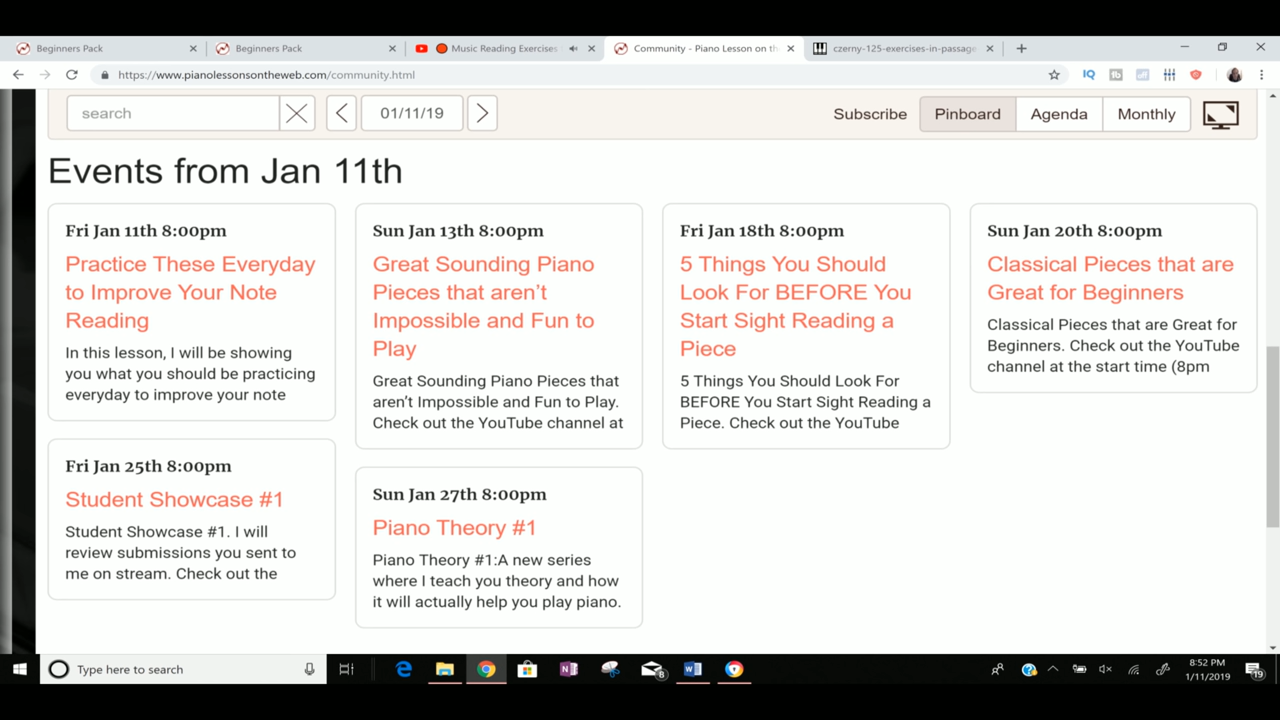 Beginners Pack
Beginners Pack
Music Reading Exercises
Community - Piano Lesson on th
czerny-125-exercises-in-passage
https://www.pianolessonsontheweb.com/community.html
search
01/11/19
Subscribe
Pinboard
Agenda
Monthly
Events from Jan 11th
Fri Jan 11th 8:00pm
Practice These Everyday
to Improve Your Note
Reading
In this lesson, I will be showing
you what you should be practicing
everyday to improve your note
Sun Jan 13th 8:00pm
Great Sounding Piano
Pieces that aren’t
Impossible and Fun to
Play
Great Sounding Piano Pieces that
aren’t Impossible and Fun to Play.
Check out the YouTube channel at
Fri Jan 18th 8:00pm
5 Things You Should
Look For BEFORE You
Start Sight Reading a
Piece
5 Things You Should Look For
BEFORE You Start Sight Reading a
Piece. Check out the YouTube
Sun Jan 20th 8:00pm
Classical Pieces that are
Great for Beginners
Classical Pieces that are Great for
Beginners. Check out the YouTube
channel at the start time (8pm
Fri Jan 25th 8:00pm
Student Showcase #1
Student Showcase #1. I will
review submissions you sent to
me on stream. Check out the
Sun Jan 27th 8:00pm
Piano Theory #1
Piano Theory #1:A new series
where I teach you theory and how
it will actually help you play piano.
Type here to search
8:52 PM
1/11/2019